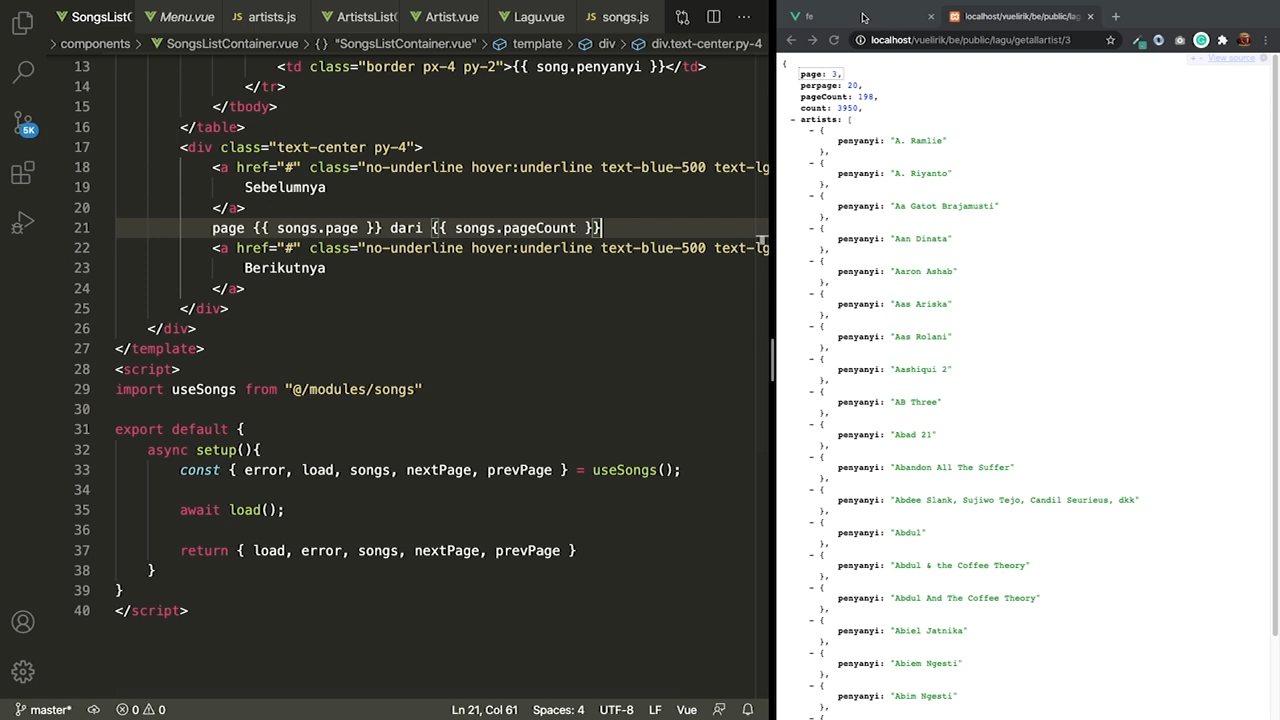 SongsListC
Menu.vue
artists.js
ArtistsList
Artist.vue
Lagu.vue
songs.js
components
SongsListContainer.vue
"SongsListContainer.vue"
template
div
div.text-center.py-4
13 <td class="border px-4 py-2">{{ song.penyanyi }}</td>
14 </tr>
15 </tbody>
16 </table>
17 <div class="text-center py-4">
18 <a href="#" class="no-underline hover:underline text-blue-500 text-lg
19 Sebelumnya
20 </a>
21 page {{ songs.page }} dari {{ songs.pageCount }}
22 <a href="#" class="no-underline hover:underline text-blue-500 text-lg
23 Berikutnya
24 </a>
25 </div>
26 </div>
27 </template>
28 <script>
29 import useSongs from "@/modules/songs"
30
31 export default {
32 async setup(){
33 const { error, load, songs, nextPage, prevPage } = useSongs();
34
35 await load();
36
37 return { load, error, songs, nextPage, prevPage }
38 }
39 }
40 </script>
5K
master*
0 0
Ln 21, Col 61
Spaces: 4
UTF-8
LF
Vue
fe
localhost/vuelirik/be/public/lag
localhost/vuelirik/be/public/lagu/getallartist/3
View source
{
page: 3,
perpage: 20,
pageCount: 198,
count: 3950,
- artists: [
- {
penyanyi: "A. Ramlie"
},
- {
penyanyi: "A. Riyanto"
},
- {
penyanyi: "Aa Gatot Brajamusti"
},
- {
penyanyi: "Aan Dinata"
},
- {
penyanyi: "Aaron Ashab"
},
- {
penyanyi: "Aas Ariska"
},
- {
penyanyi: "Aas Rolani"
},
- {
penyanyi: "Aashiqui 2"
},
- {
penyanyi: "AB Three"
},
- {
penyanyi: "Abad 21"
},
- {
penyanyi: "Abandon All The Suffer"
},
- {
penyanyi: "Abdee Slank, Sujiwo Tejo, Candil Seurieus, dkk"
},
- {
penyanyi: "Abdul"
},
- {
penyanyi: "Abdul & the Coffee Theory"
},
- {
penyanyi: "Abdul And The Coffee Theory"
},
- {
penyanyi: "Abiel Jatnika"
},
- {
penyanyi: "Abiem Ngesti"
},
- {
penyanyi: "Abim Ngesti"
},
- {